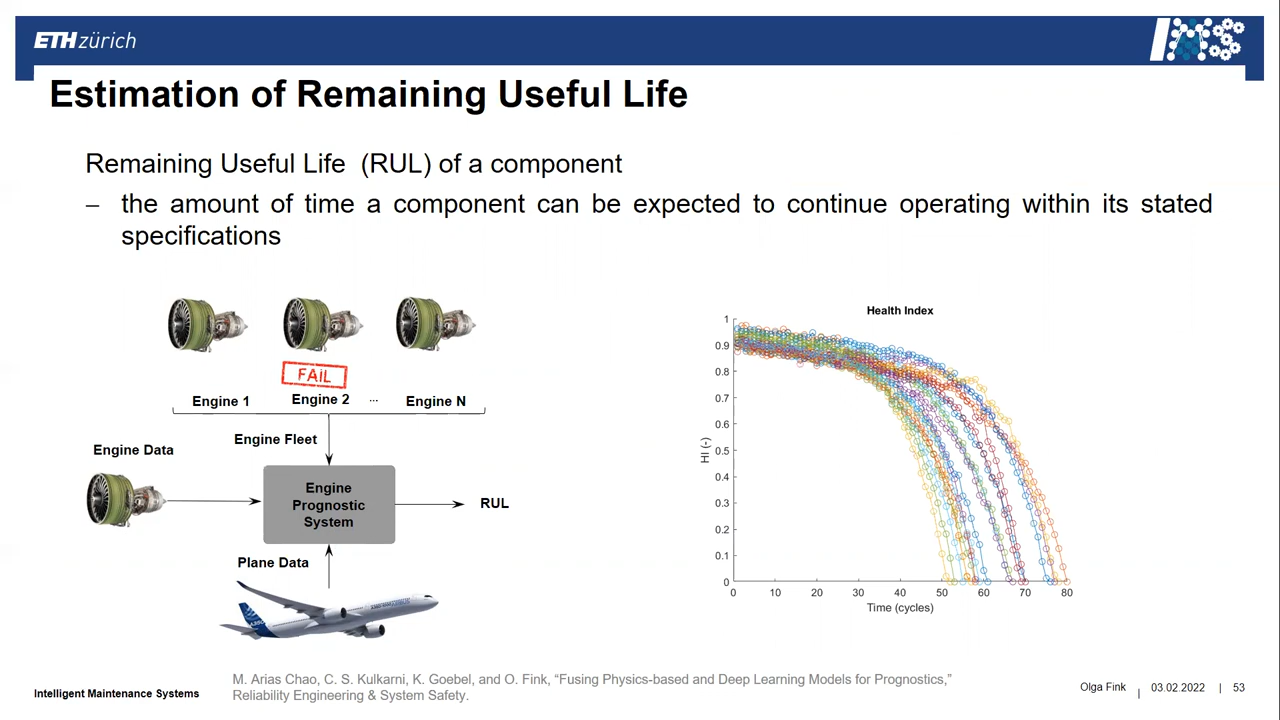 ETH zürich
IMS
Estimation of Remaining Useful Life
Remaining Useful Life (RUL) of a component
– the amount of time a component can be expected to continue operating within its stated
specifications
FAIL
Engine 1
Engine 2
...
Engine N
Engine Fleet
Engine Data
Engine
Prognostic
System
RUL
Plane Data
Health Index
HI (-)
1
0.9
0.8
0.7
0.6
0.5
0.4
0.3
0.2
0.1
0
0 10 20 30 40 50 60 70 80
Time (cycles)
M. Arias Chao, C. S. Kulkarni, K. Goebel, and O. Fink, “Fusing Physics-based and Deep Learning Models for Prognostics,”
Reliability Engineering & System Safety.
Intelligent Maintenance Systems
Olga Fink | 03.02.2022 | 53